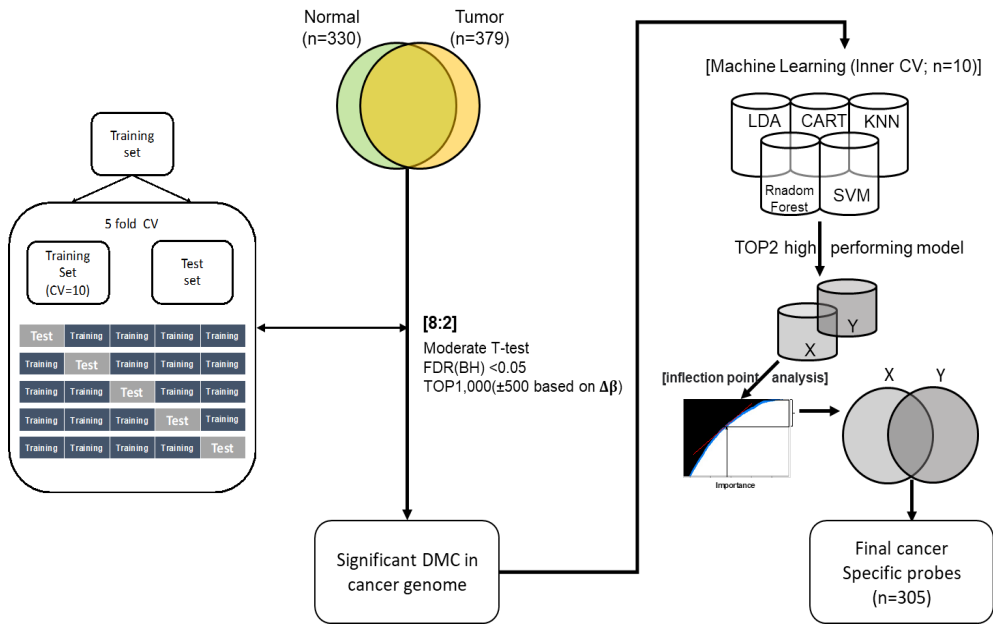 Normal
(n=330)
Tumor
(n=379)
Training
set
5 fold CV
Training
Set
(CV=10)
Test
set
Test Training Training Training Training
Training Test Training Training Training
Training Training Test Training Training
Training Training Training Test Training
Training Training Training Training Test
[8:2]
Moderate T-test
FDR(BH) <0.05
TOP1,000(±500 based on Δβ)
Significant DMC in
cancer genome
[Machine Learning (Inner CV; n=10)]
LDA CART KNN
Rnadom
Forest
SVM
TOP2 high performing model
X
Y
[inflection point analysis]
Importance
X Y
Final cancer
Specific probes
(n=305)